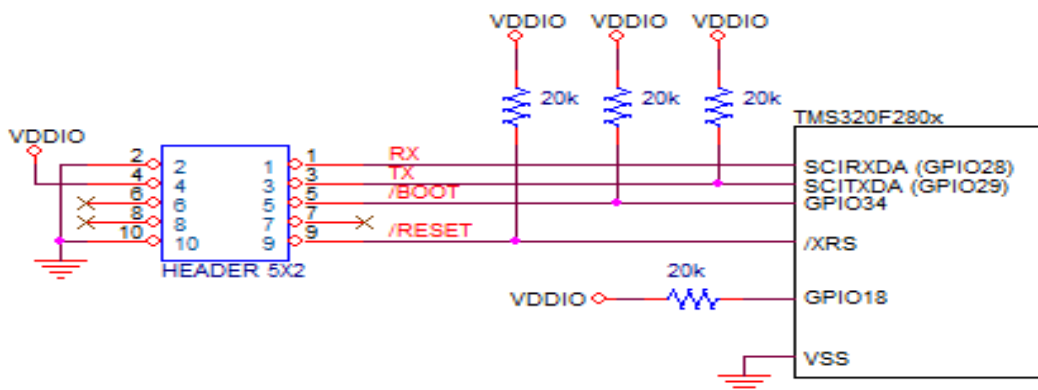 VDDIO VDDIO VDDIO
20k 20k 20k
TMS320F280x
VDDIO
2 2 1 1 RX SCIRXDA (GPIO28)
4 4 3 3 TX SCITXDA (GPIO29)
6 6 5 5 /BOOT GPIO34
8 8 7 7
10 10 9 9 /RESET /XRS
HEADER 5X2
20k
VDDIO GPIO18
VSS